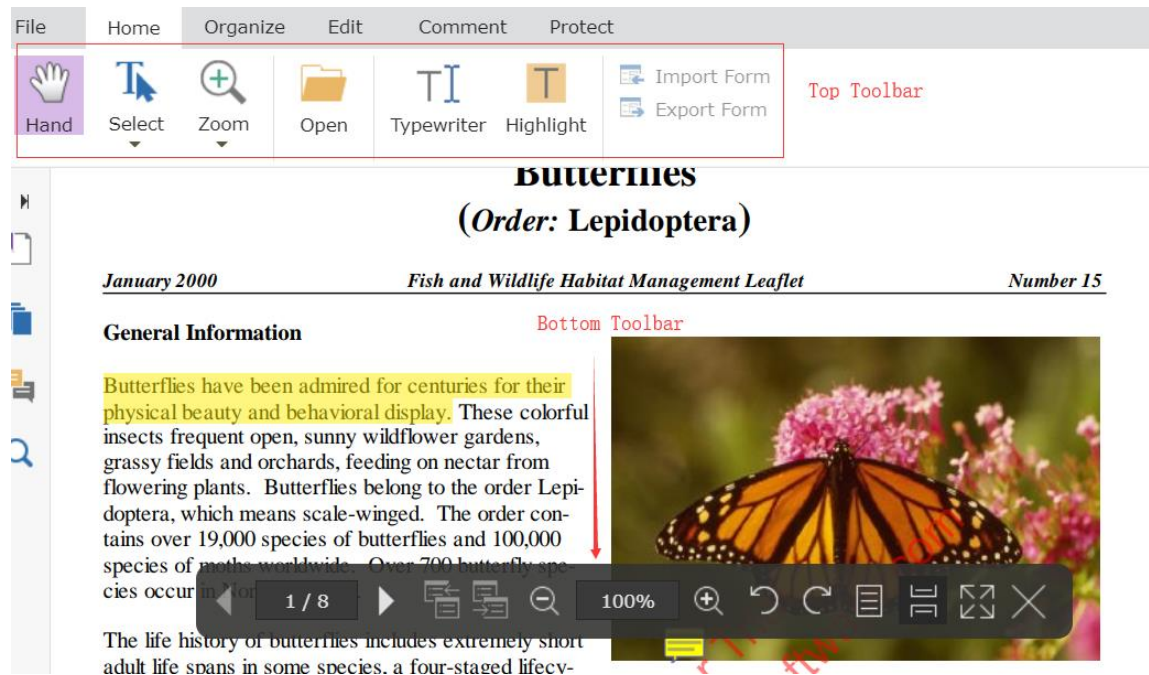 File Home Organize Edit Comment Protect
Hand Select Zoom Open Typewriter Highlight Import Form
Export Form
Top Toolbar
Butterflies
(Order: Lepidoptera)
January 2000 Fish and Wildlife Habitat Management Leaflet Number 15
General Information
Bottom Toolbar
Butterflies have been admired for centuries for their
physical beauty and behavioral display. These colorful
insects frequent open, sunny wildflower gardens,
grassy fields and orchards, feeding on nectar from
flowering plants. Butterflies belong to the order Lepi-
doptera, which means scale-winged. The order con-
tains over 19,000 species of butterflies and 100,000
species of moths worldwide. Over 700 butterfly spe-
cies occur in
1 / 8 100%
The life history of butterflies includes extremely short
adult life spans in some species, a four-staged lifecy-